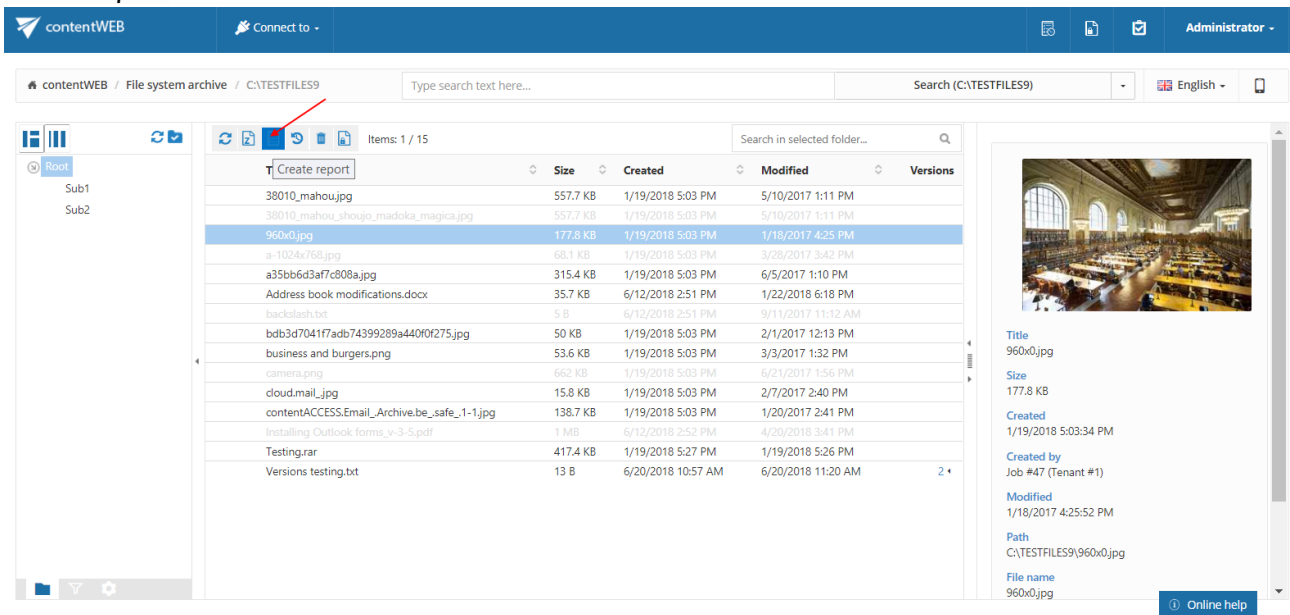 contentWEB
Connect to
Administrator
contentWEB / File system archive / C:\TESTFILES9
Type search text here...
Search (C:\TESTFILES9)
English
Items: 1 / 15
Search in selected folder...
Root
Sub1
Sub2
T
Create report
Size Created Modified Versions
38010_mahou.jpg 557.7 KB 1/19/2018 5:03 PM 5/10/2017 1:11 PM
38010_mahou_shoujo_madoka_magica.jpg 557.7 KB 1/19/2018 5:03 PM 5/10/2017 1:11 PM
960x0.jpg 177.8 KB 1/19/2018 5:03 PM 1/18/2017 4:25 PM
a-1024x768.jpg 68.1 KB 1/19/2018 5:03 PM 3/28/2017 3:42 PM
a35bb6d3af7c808a.jpg 315.4 KB 1/19/2018 5:03 PM 6/5/2017 1:10 PM
Address book modifications.docx 35.7 KB 6/12/2018 2:51 PM 1/22/2018 6:18 PM
backslash.txt 5 B 6/12/2018 2:51 PM 9/11/2017 11:12 AM
bdb3d7041f7adb74399289a440f0f275.jpg 50 KB 1/19/2018 5:03 PM 2/1/2017 12:13 PM
business and burgers.png 53.6 KB 1/19/2018 5:03 PM 3/3/2017 1:32 PM
camera.png 662 KB 1/19/2018 5:03 PM 6/21/2017 1:56 PM
cloud.mail_.jpg 15.8 KB 1/19/2018 5:03 PM 2/7/2017 2:40 PM
contentACCESS.Email_.Archive.be_.safe_.1-1.jpg 138.7 KB 1/19/2018 5:03 PM 1/20/2017 2:41 PM
Installing Outlook forms_v-3-5.pdf 1 MB 6/12/2018 2:52 PM 4/20/2018 3:41 PM
Testing.rar 417.4 KB 1/19/2018 5:27 PM 1/19/2018 5:26 PM
Versions testing.txt 13 B 6/20/2018 10:57 AM 6/20/2018 11:20 AM 2
Title
960x0.jpg
Size
177.8 KB
Created
1/19/2018 5:03:34 PM
Created by
Job #47 (Tenant #1)
Modified
1/18/2017 4:25:52 PM
Path
C:\TESTFILES9\960x0.jpg
File name
960x0.jpg
Online help